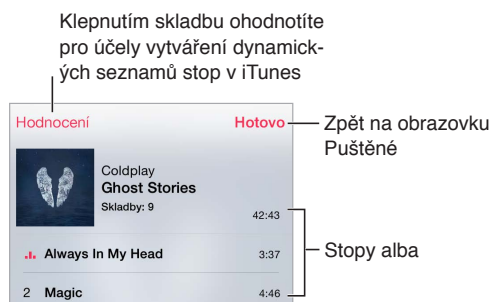 Klepnutím skladbu ohodnotíte
pro účely vytváření dynamick-
ých seznamů stop v iTunes
Hodnocení
Hotovo
Zpět na obrazovku
Puštěné
Coldplay
Ghost Stories
Skladby: 9
42:43
Stopy alba
Always In My Head 3:37
2 Magic 4:46